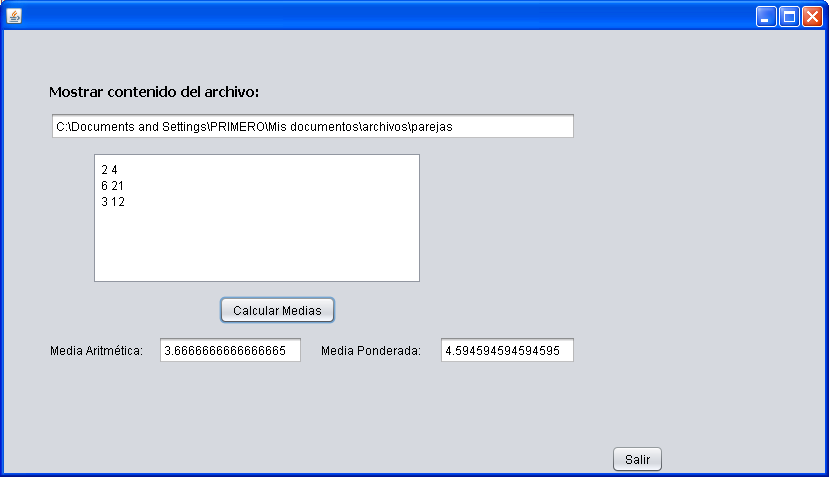 Mostrar contenido del archivo:
C:\Documents and Settings\PRIMERO\Mis documentos\archivos\parejas
2 4
6 21
3 12
Calcular Medias
Media Aritmética: 3.6666666666666665 Media Ponderada: 4.594594594594595
Salir